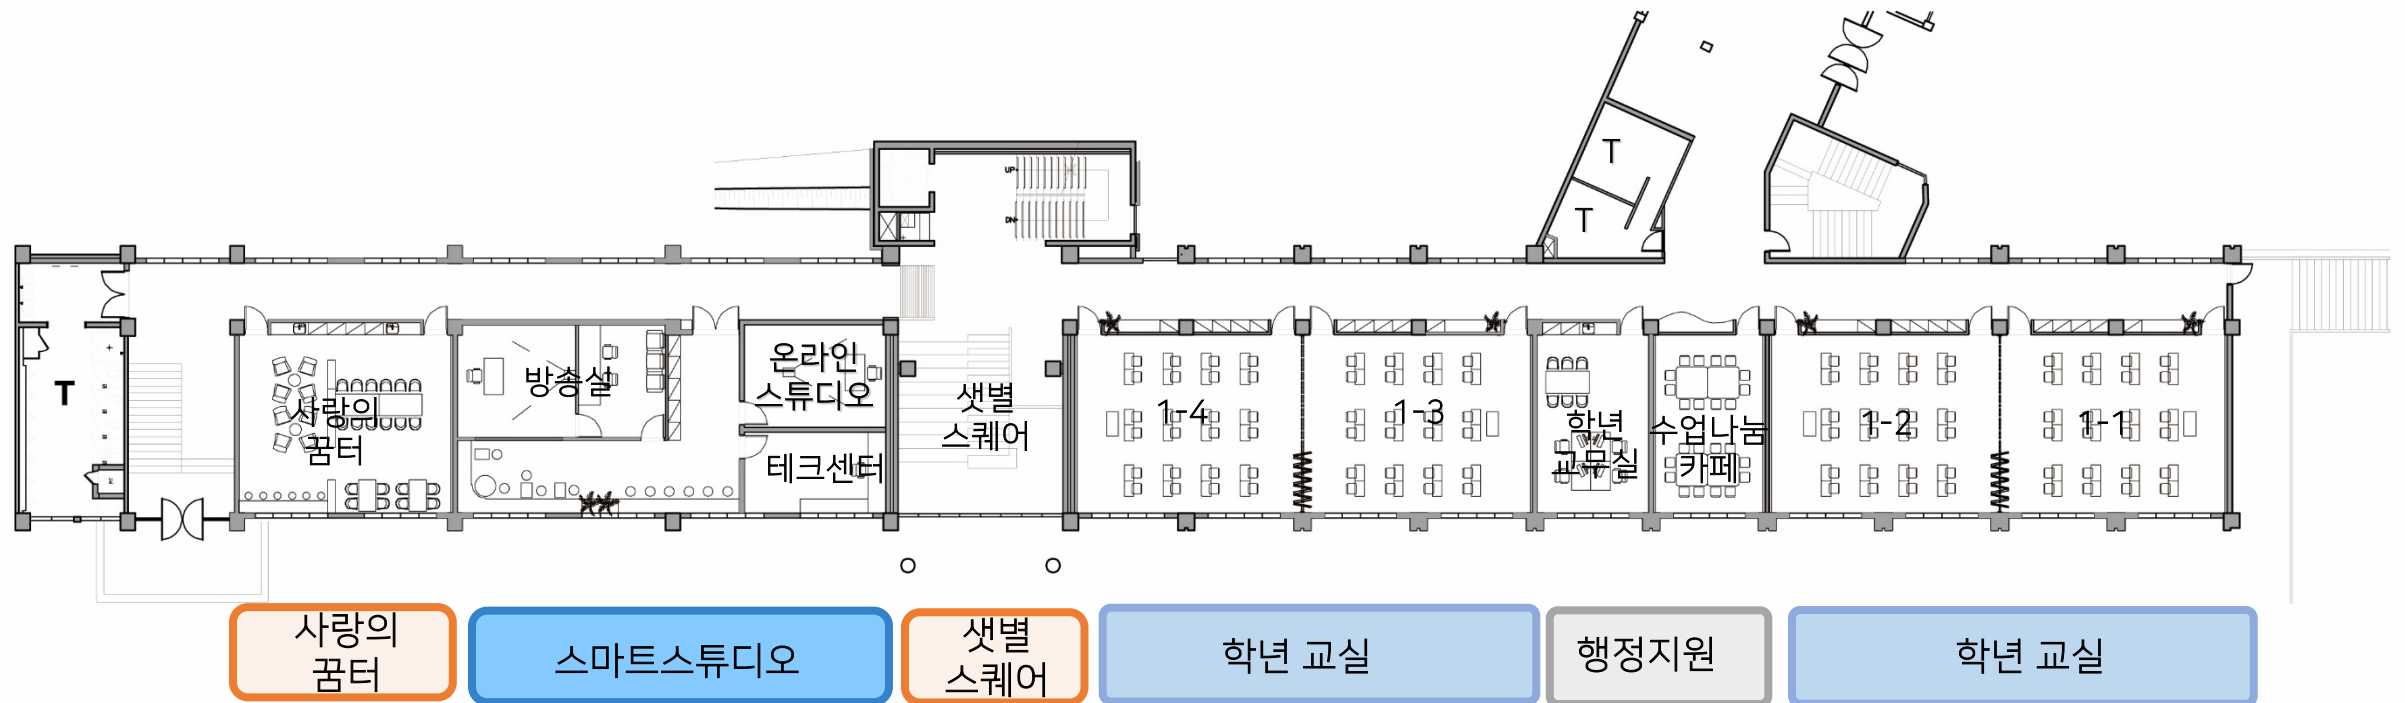 T
T
UP
DN
T
방송실
온라인
스튜디오
사랑의
꿈터
테크센터
샛별
스퀘어
1-4
1-3
학년
교무실
수업나눔
카페
1-2
1-1
사랑의
꿈터
스마트스튜디오
샛별
스퀘어
학년 교실
행정지원
학년 교실